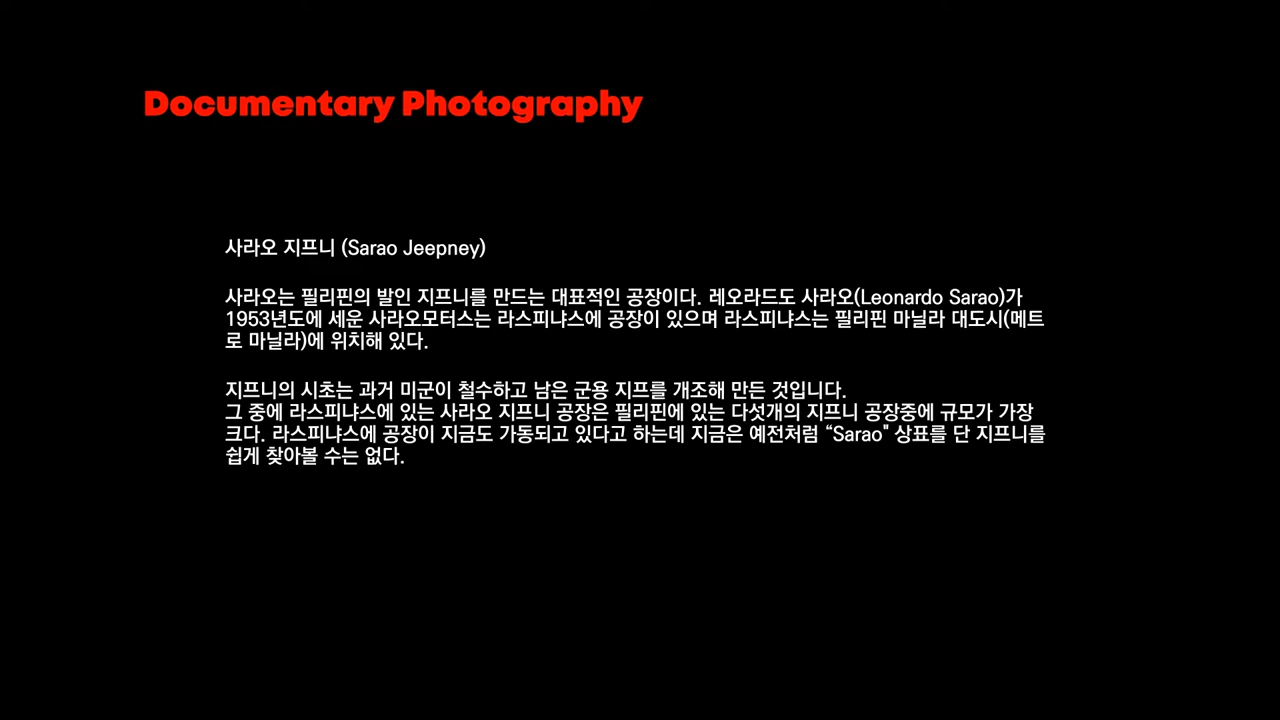 Documentary Photography
사라오 지프니 (Sarao Jeepney)
사라오는 필리핀의 발인 지프니를 만드는 대표적인 공장이다. 레오라드도 사라오(Leonardo Sarao)가
1953년도에 세운 사라오모터스는 라스피냐스에 공장이 있으며 라스피냐스는 필리핀 마닐라 대도시(메트
로 마닐라)에 위치해 있다.
지프니의 시초는 과거 미군이 철수하고 남은 군용 지프를 개조해 만든 것입니다.
그 중에 라스피냐스에 있는 사라오 지프니 공장은 필리핀에 있는 다섯개의 지프니 공장중에 규모가 가장
크다. 라스피냐스에 공장이 지금도 가동되고 있다고 하는데 지금은 예전처럼 “Sarao" 상표를 단 지프니를
쉽게 찾아볼 수는 없다.